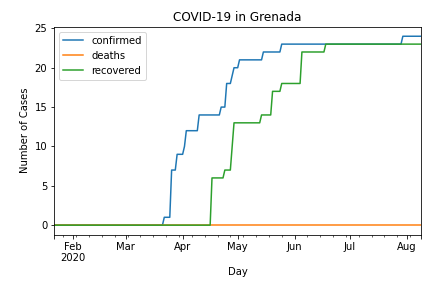 COVID-19 in Grenada
confirmed
deaths
recovered
Number of Cases
25
20
15
10
5
0
Feb Mar Apr May Jun Jul Aug
2020
Day